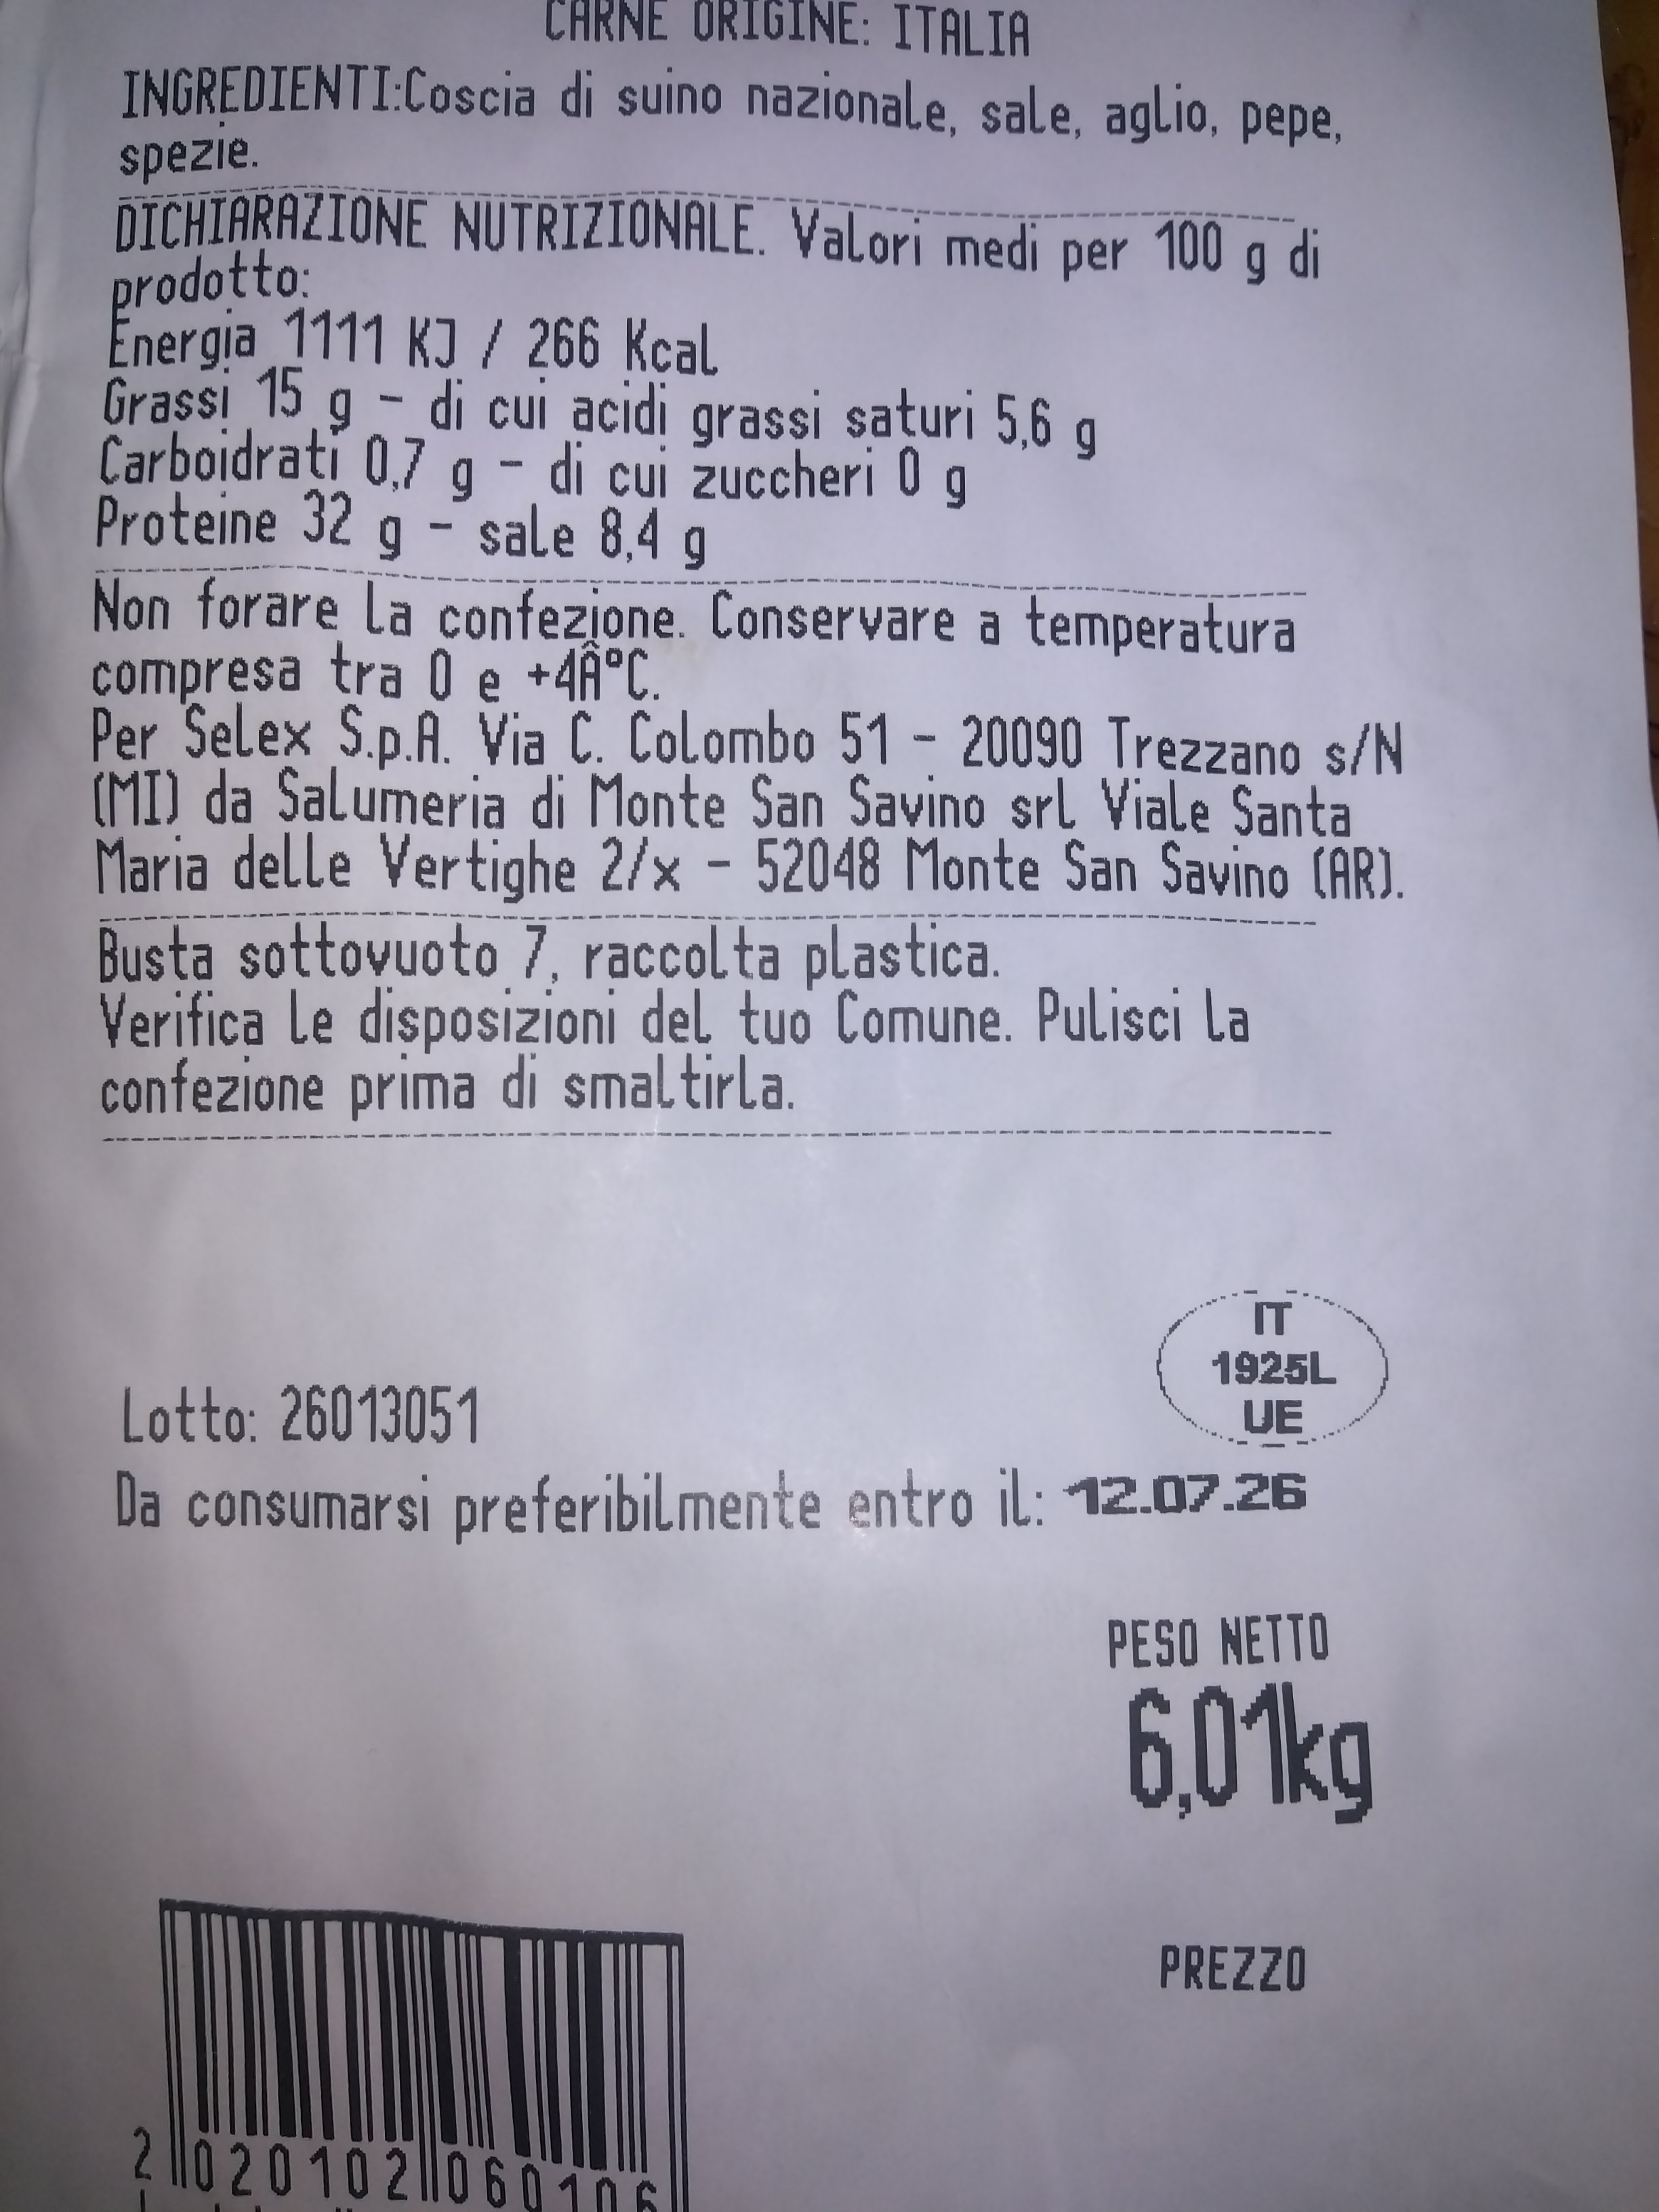 CARNE ORIGINE: ITALIA
INGREDIENTI:Coscia di suino nazionale, sale, aglio, pepe,
spezie.
DICHIARAZIONE NUTRIZIONALE. Valori medi per 100 g di
prodotto:
Energia 1111 KJ / 266 Kcal
Grassi 15 g - di cui acidi grassi saturi 5,6 g
Carboidrati 0,7 g - di cui zuccheri 0 g
Proteine 32 g - sale 8,4 g
Non forare la confezione. Conservare a temperatura
compresa tra 0 e +4Â°C.
Per Selex S.p.A. Via C. Colombo 51 - 20090 Trezzano s/N
(MI) da Salumeria di Monte San Savino srl Viale Santa
Maria delle Vertighe 2/x - 52048 Monte San Savino (AR).
Busta sottovuoto 7, raccolta plastica.
Verifica le disposizioni del tuo Comune. Pulisci la
confezione prima di smaltirla.
IT
1925L
UE
Lotto: 26013051
Da consumarsi preferibilmente entro il: 12.07.26
PESO NETTO
6,01kg
PREZZO
2 020102 060106